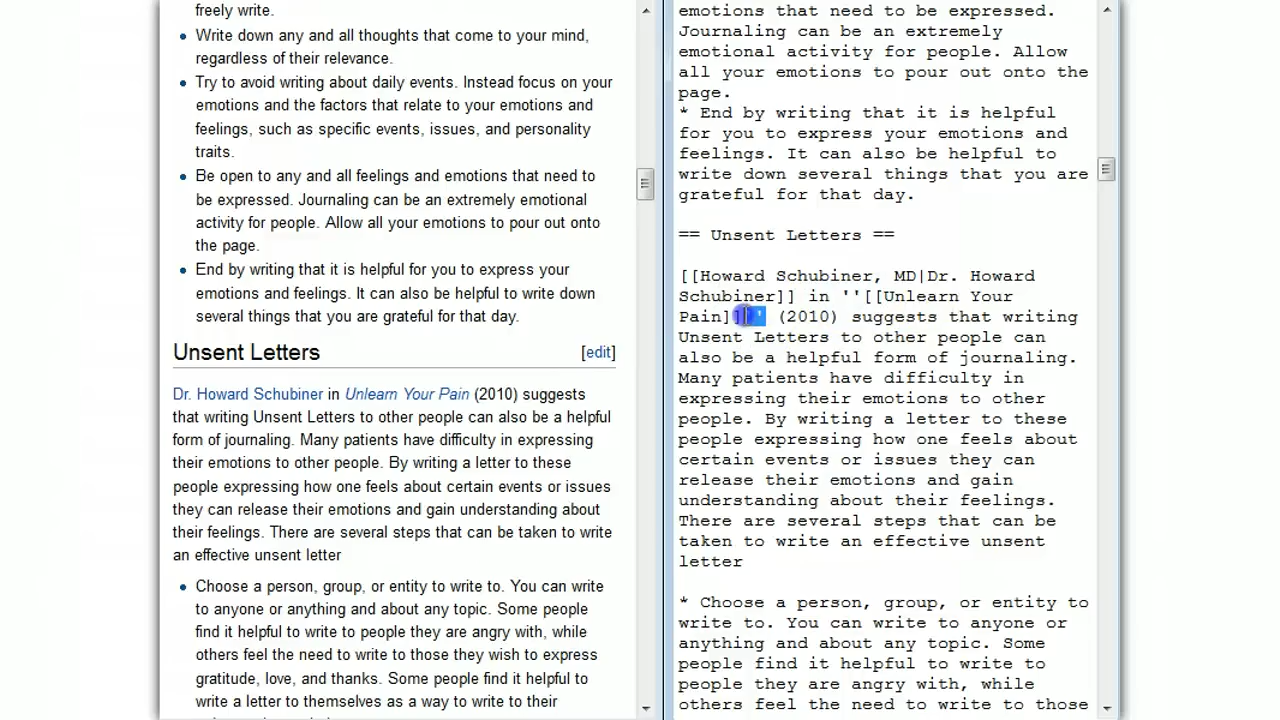 freely write.
Write down any and all thoughts that come to your mind,
regardless of their relevance.
Try to avoid writing about daily events. Instead focus on your
emotions and the factors that relate to your emotions and
feelings, such as specific events, issues, and personality
traits.
Be open to any and all feelings and emotions that need to
be expressed. Journaling can be an extremely emotional
activity for people. Allow all your emotions to pour out onto
the page.
End by writing that it is helpful for you to express your
emotions and feelings. It can also be helpful to write down
several things that you are grateful for that day.
Unsent Letters [edit]
Dr. Howard Schubiner in Unlearn Your Pain (2010) suggests
that writing Unsent Letters to other people can also be a helpful
form of journaling. Many patients have difficulty in expressing
their emotions to other people. By writing a letter to these
people expressing how one feels about certain events or issues
they can release their emotions and gain understanding about
their feelings. There are several steps that can be taken to write
an effective unsent letter
Choose a person, group, or entity to write to. You can write
to anyone or anything and about any topic. Some people
find it helpful to write to people they are angry with, while
others feel the need to write to those they wish to express
gratitude, love, and thanks. Some people find it helpful to
write a letter to themselves as a way to write to their
emotions that need to be expressed.
Journaling can be an extremely
emotional activity for people. Allow
all your emotions to pour out onto the
page.
* End by writing that it is helpful
for you to express your emotions and
feelings. It can also be helpful to
write down several things that you are
grateful for that day.
== Unsent Letters ==
[[Howard Schubiner, MD|Dr. Howard
Schubiner]] in ''[[Unlearn Your
Pain]]'' (2010) suggests that writing
Unsent Letters to other people can
also be a helpful form of journaling.
Many patients have difficulty in
expressing their emotions to other
people. By writing a letter to these
people expressing how one feels about
certain events or issues they can
release their emotions and gain
understanding about their feelings.
There are several steps that can be
taken to write an effective unsent
letter
* Choose a person, group, or entity to
write to. You can write to anyone or
anything and about any topic. Some
people find it helpful to write to
people they are angry with, while
others feel the need to write to those